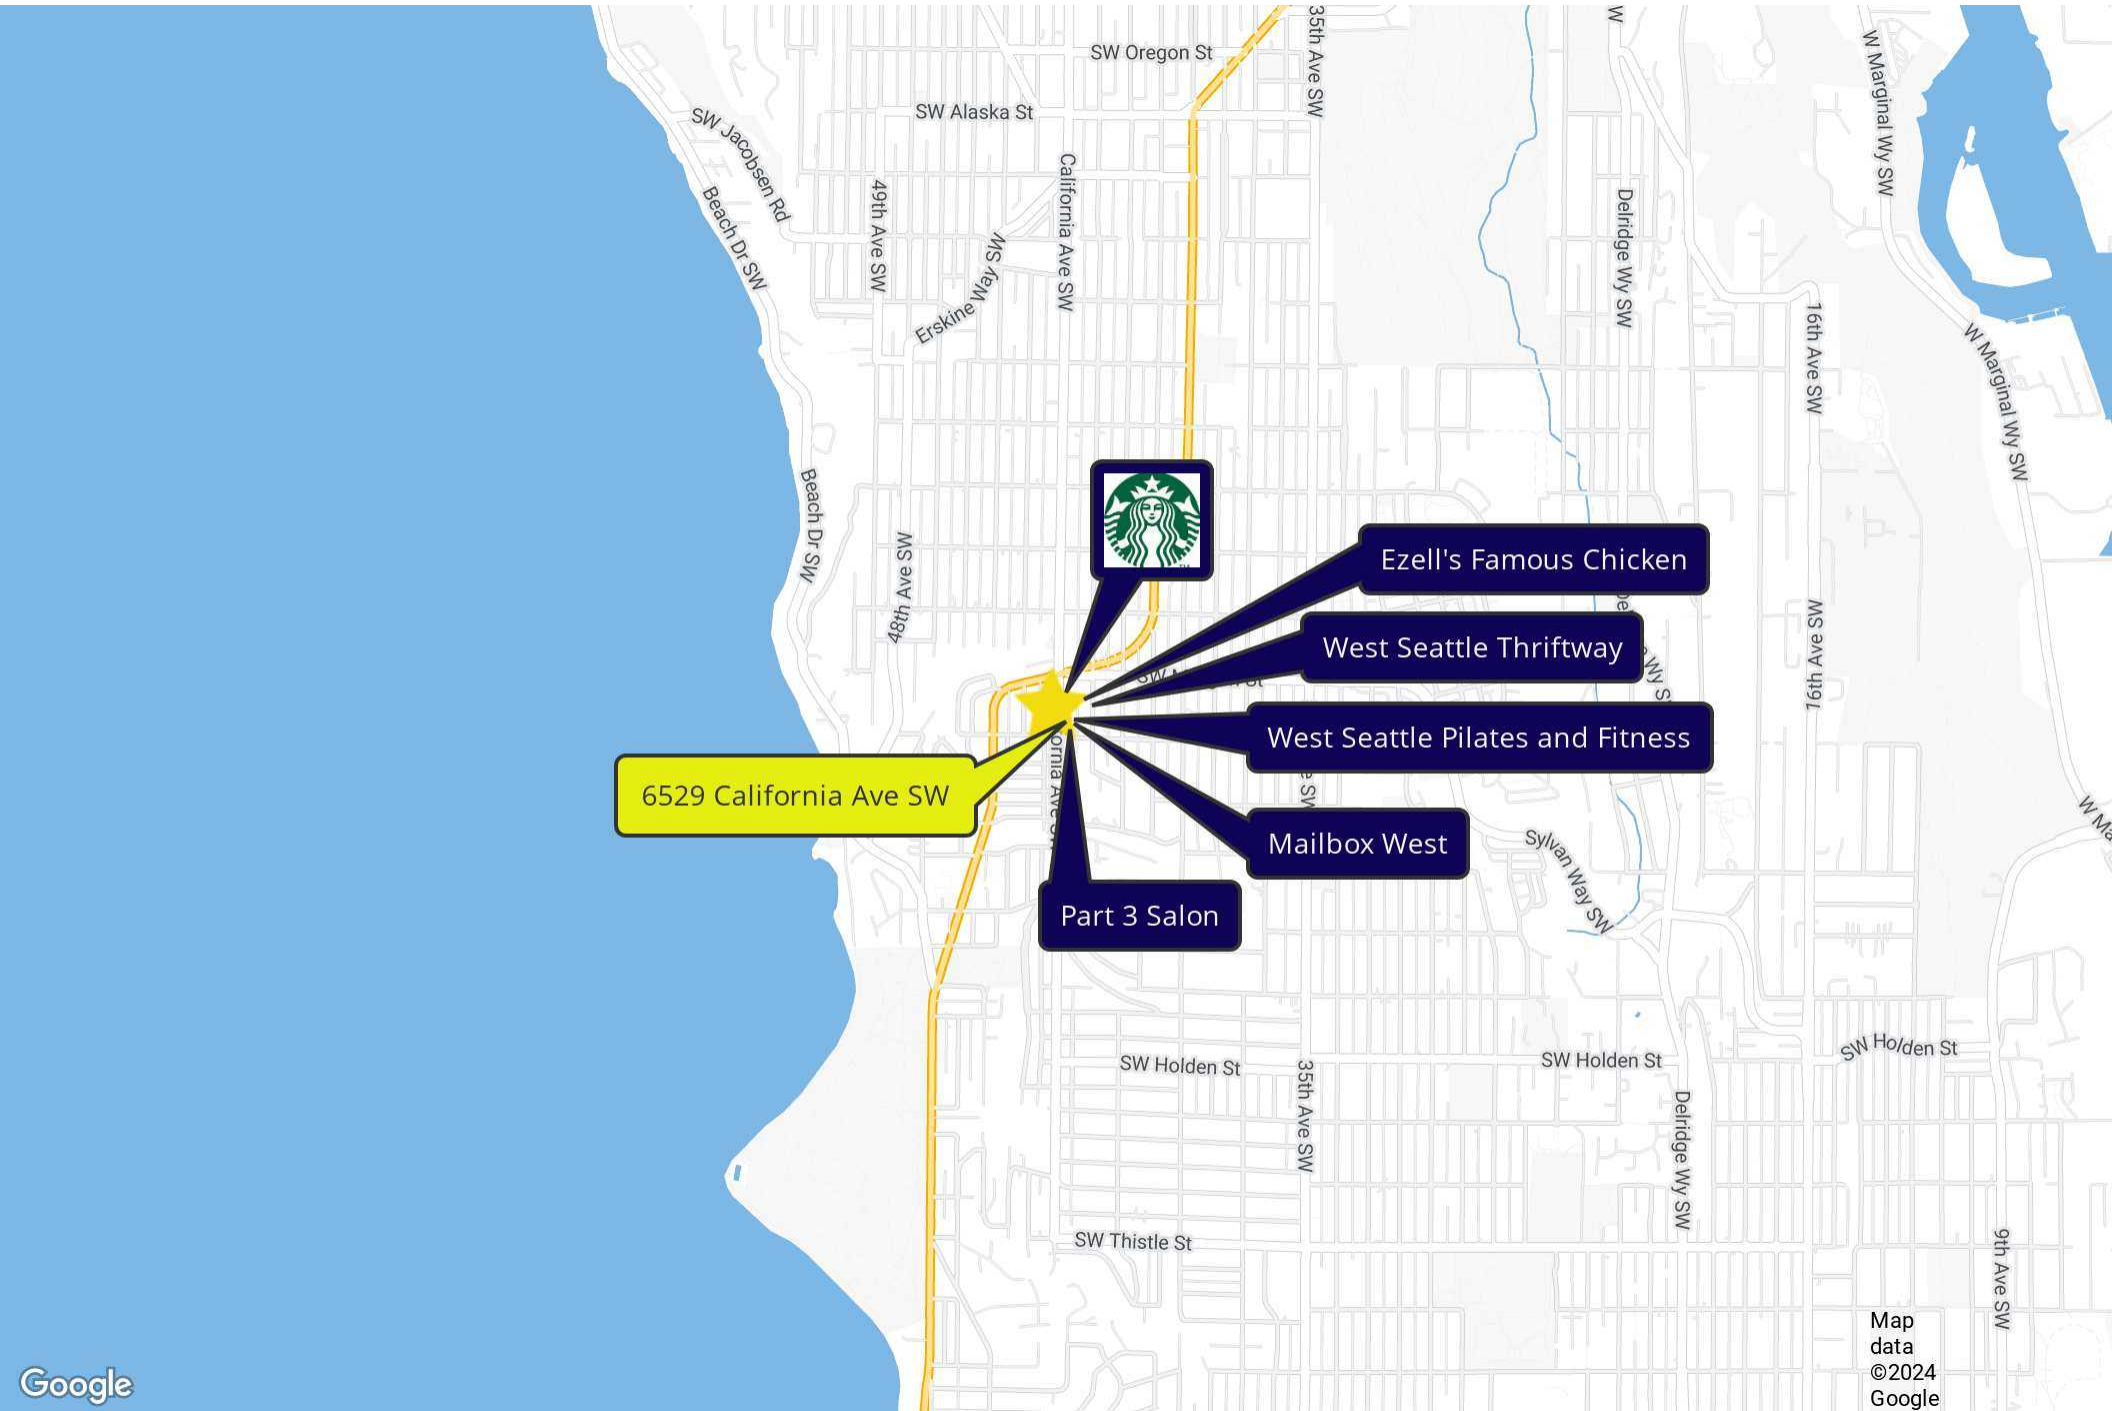 SW Oregon St
35th Ave SW
W
W Marginal Wy SW
SW Alaska St
SW Jacobsen Rd
Beach Dr SW
49th Ave SW
California Ave SW
Erskine Way SW
Delridge Wy SW
16th Ave SW
W Marginal Wy SW
Beach Dr SW
48th Ave SW
TM
Ezell's Famous Chicken
West Seattle Thriftway
16th Ave SW
West Seattle Pilates and Fitness
6529 California Ave SW
Mailbox West
Sylvan Way SW
Part 3 Salon
SW Holden St
SW Holden St
SW Holden St
35th Ave SW
Delridge Wy SW
SW Thistle St
9th Ave SW
Map
data
©2024
Google
Google